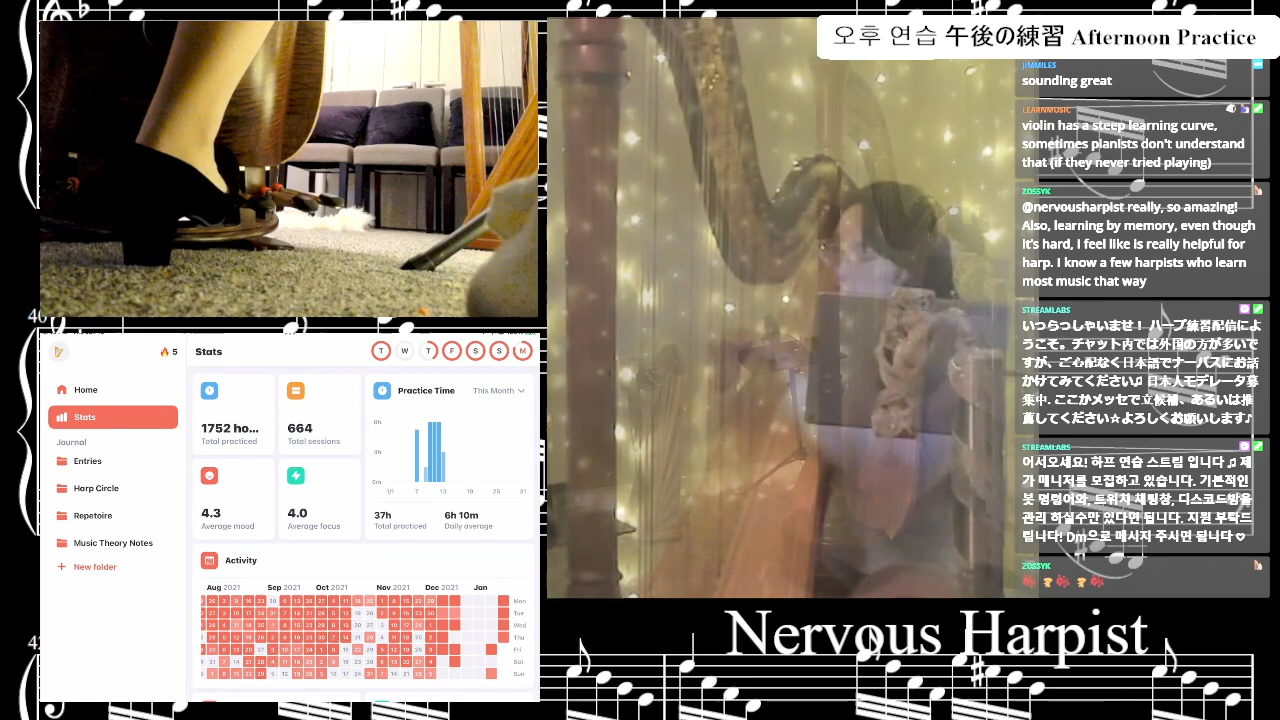 오후 연습 午後の練習 Afternoon Practice
JIMMILES
sounding great
LEARNMUSIC
violin has a steep learning curve,
sometimes pianists don't understand
that (if they never tried playing)
ZOSSYK
@nervousharpist really, so amazing!
Also, learning by memory, even though
it's hard, I feel like is really helpful for
harp. I know a few harpists who learn
most music that way
STREAMLABS
いっらっしゃいませ！ ハープ練習配信によ
うこそ。チャット内では外国の方が多いで
すが、ご心配なく日本語でナーバスにお話
かけてみてください♫ 日本人モデレータ募
集中. ここかメッセで立候補、あるいは推
薦してください☆よろしくお願いします♪
STREAMLABS
어서오세요! 하프 연습 스트림 입니다 ♫ 제
가 매니저를 모집하고 있습니다. 기본적인
봇 명령어와, 트위치 채팅창, 디스코드방을
관리 하실수만 있다면 됩니다. 지원 부탁드
립니다! Dm으로 메시지 주시면 됩니다 ♡
ZOSSYK
5
Stats
T W T F S S M
Home
Stats
Journal
Entries
Harp Circle
Repetoire
Music Theory Notes
+ New folder
1752 ho...
Total practiced
664
Total sessions
4.3
Average mood
4.0
Average focus
Practice Time
This Month
8h
4m
0m
1/1 7 13 19 25 31
37h
Total practiced
6h 10m
Daily average
Activity
Aug 2021 Sep 2021 Oct 2021 Nov 2021 Dec 2021 Jan
Mon
Tue
Wed
Thu
Fri
Sat
Sun
Nervous Harpist